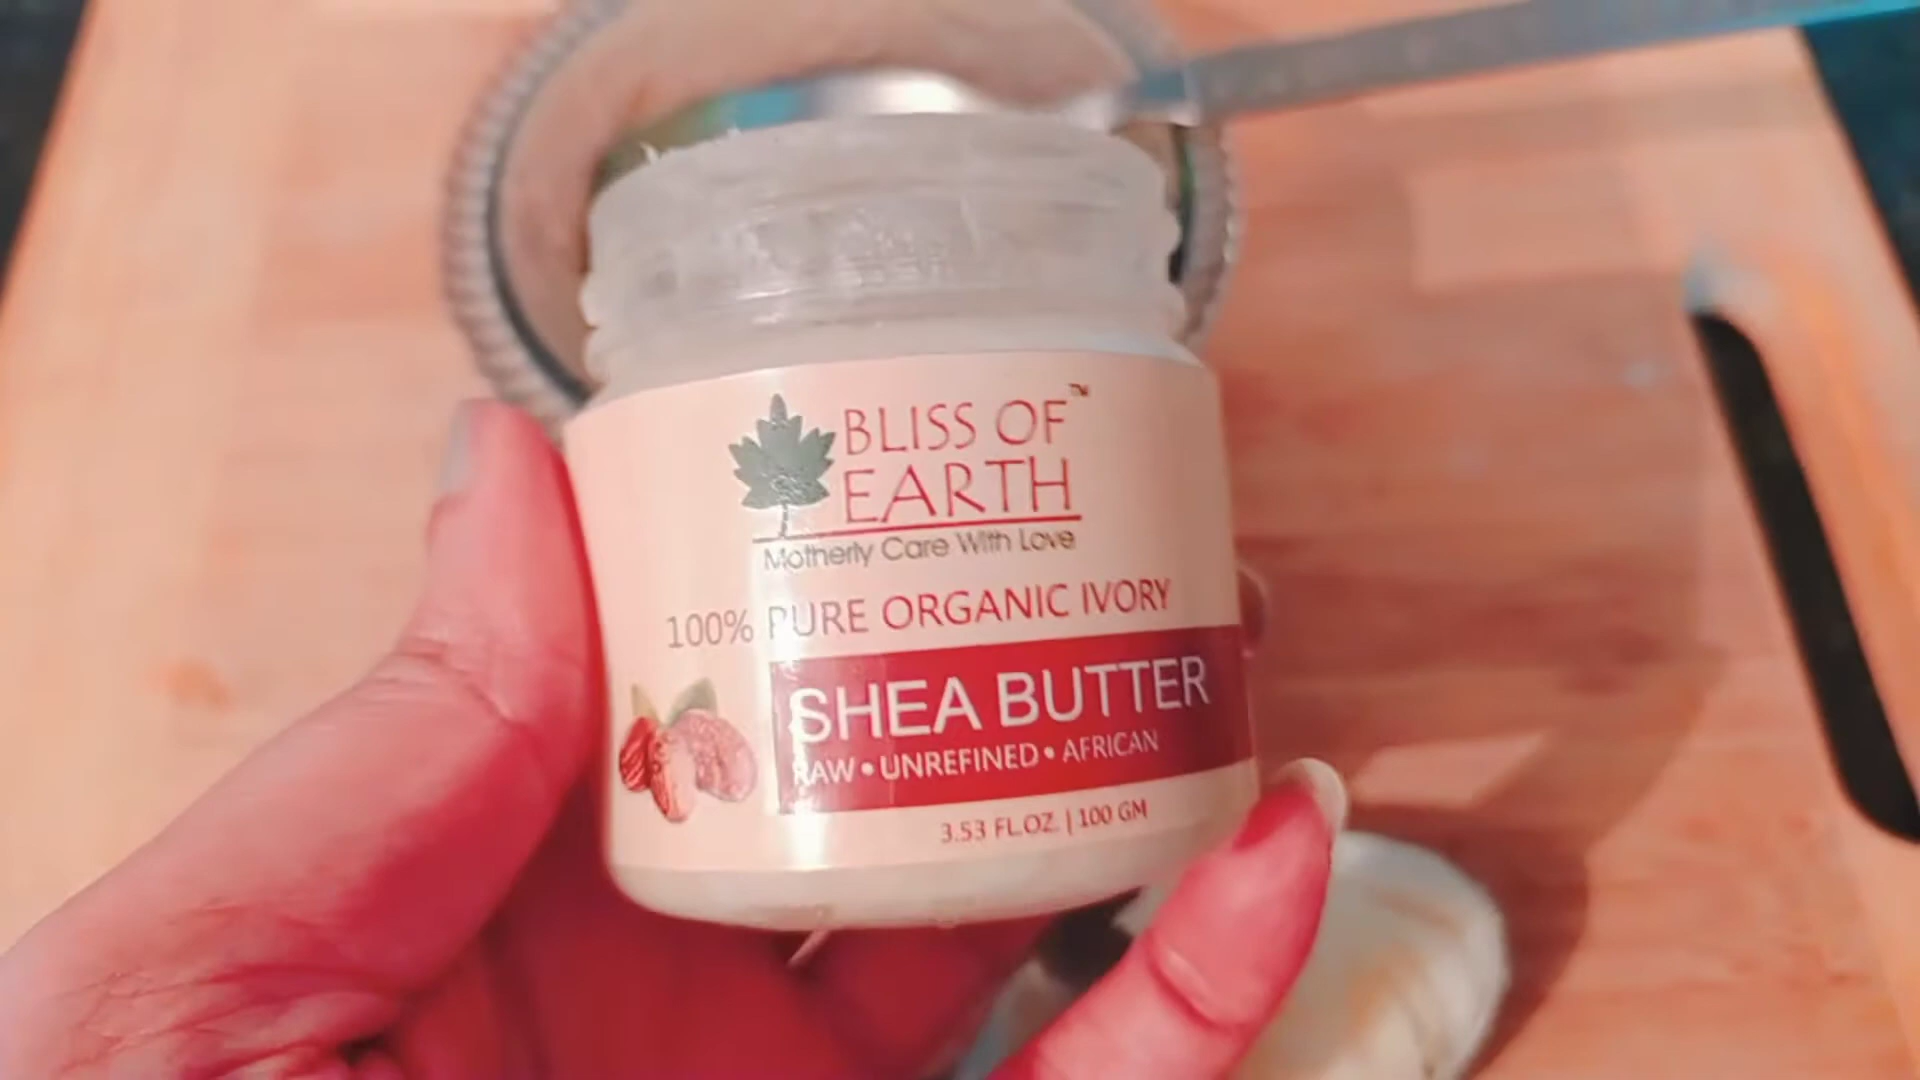 BLISS OF™
EARTH
Motherly Care With Love
100% PURE ORGANIC IVORY
SHEA BUTTER
RAW • UNREFINED • AFRICAN
3.53 FL.OZ. | 100 GM